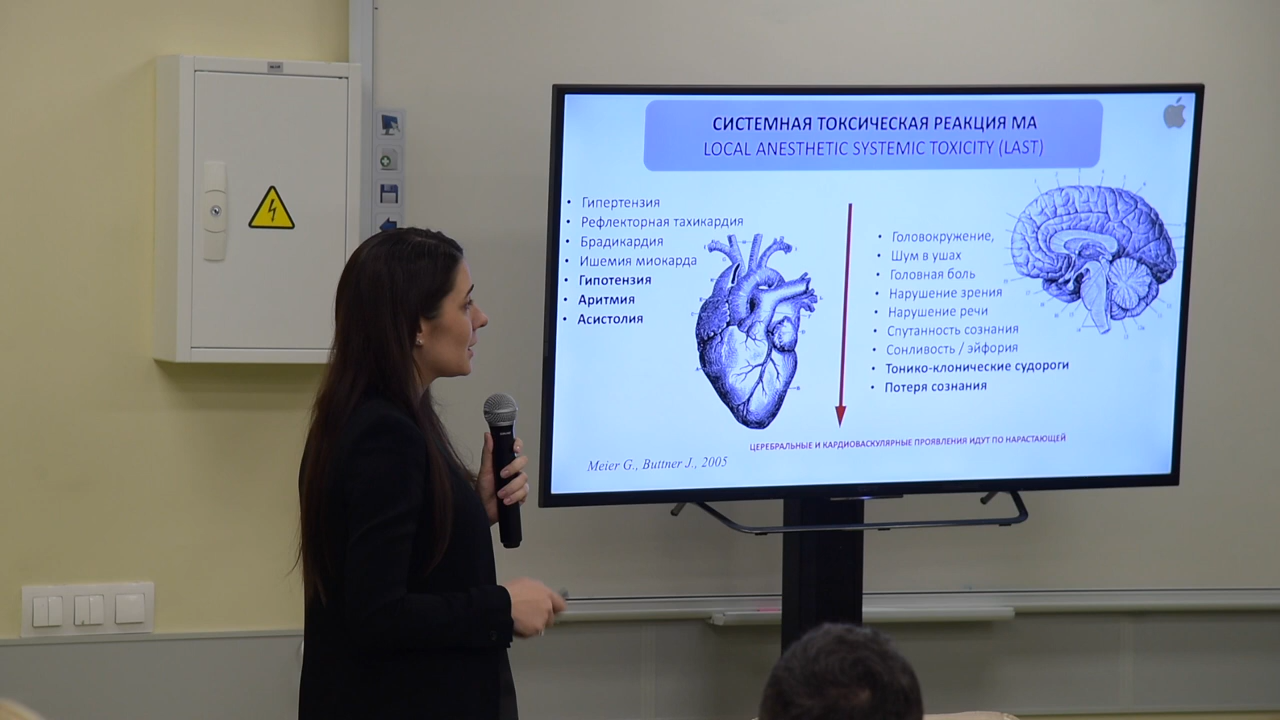 СИСТЕМНАЯ ТОКСИЧЕСКАЯ РЕАКЦИЯ МА
LOCAL ANESTHETIC SYSTEMIC TOXICITY (LAST)
• Гипертензия
• Рефлекторная тахикардия
• Брадикардия
• Ишемия миокарда
• Гипотензия
• Аритмия
• Асистолия
• Головокружение,
• Шум в ушах
• Головная боль
• Нарушение зрения
• Нарушение речи
• Спутанность сознания
• Сонливость / эйфория
• Тонико-клонические судороги
• Потеря сознания
ЦЕРЕБРАЛЬНЫЕ И КАРДИОВАСКУЛЯРНЫЕ ПРОЯВЛЕНИЯ ИДУТ ПО НАРАСТАЮЩЕЙ
Meier G., Buttner J., 2005